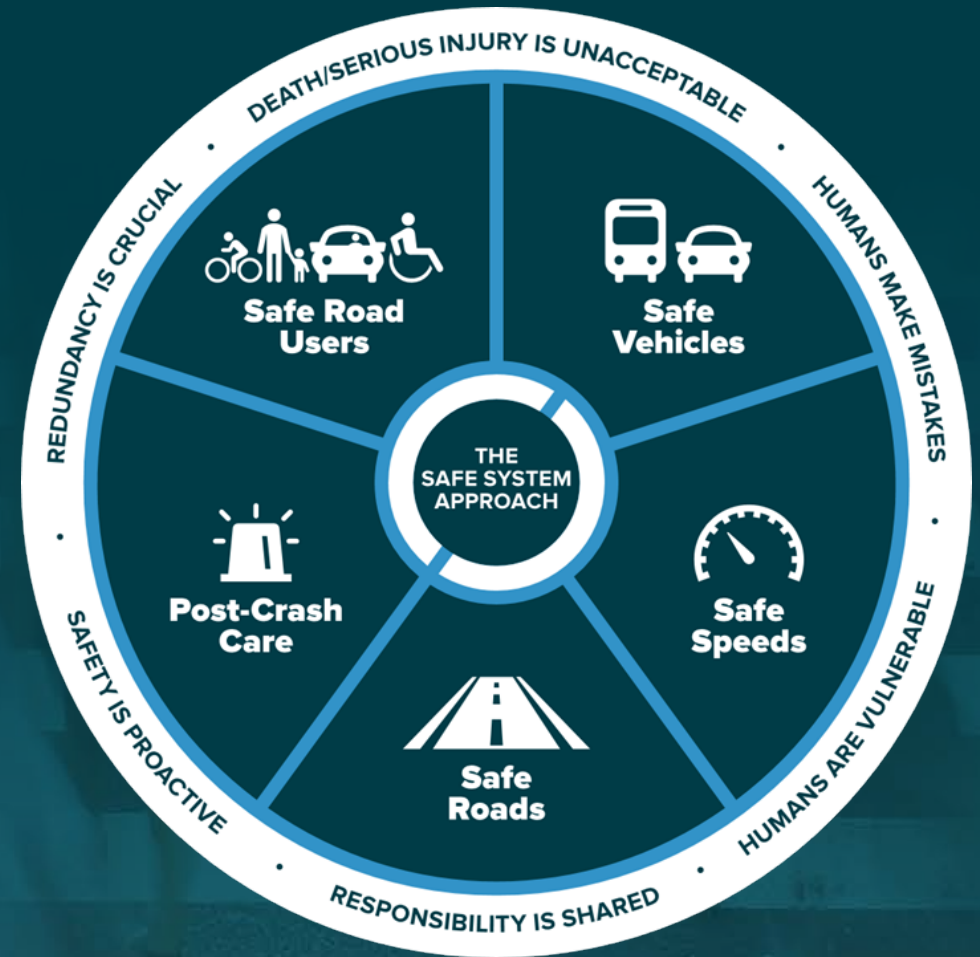 DEATH/SERIOUS INJURY IS UNACCEPTABLE
HUMANS MAKE MISTAKES
HUMANS ARE VULNERABLE
RESPONSIBILITY IS SHARED
SAFETY IS PROACTIVE
REDUNDANCY IS CRUCIAL
Safe Road
Users
Safe
Vehicles
THE
SAFE SYSTEM
APPROACH
Post-Crash
Care
Safe
Speeds
Safe
Roads